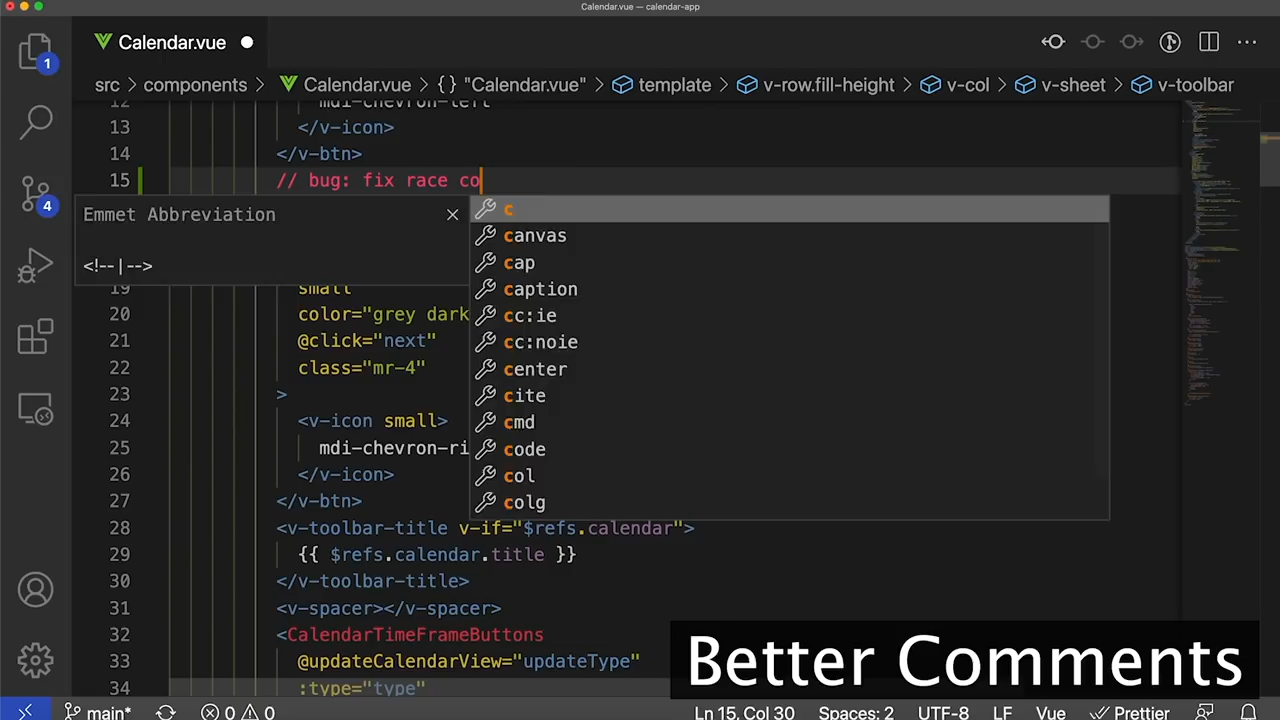 Calendar.vue — calendar-app
Calendar.vue
1
src > components > Calendar.vue > {} "Calendar.vue" > template > v-row.fill-height > v-col > v-sheet > v-toolbar
12 mdi-chevron-left
13 </v-icon>
14 </v-btn>
15 // bug: fix race co
4
Emmet Abbreviation
<!--|-->
c
canvas
cap
caption
cc:ie
cc:noie
center
cite
cmd
code
col
colg
19 small
20 color="grey dark
21 @click="next"
22 class="mr-4"
23 >
24 <v-icon small>
25 mdi-chevron-ri
26 </v-icon>
27 </v-btn>
28 <v-toolbar-title v-if="$refs.calendar">
29 {{ $refs.calendar.title }}
30 </v-toolbar-title>
31 <v-spacer></v-spacer>
32 <CalendarTimeFrameButtons
33 @updateCalendarView="updateType"
34 :type="type"
Better Comments
main* 0 0 Ln 15, Col 30 Spaces: 2 UTF-8 LF Vue Prettier